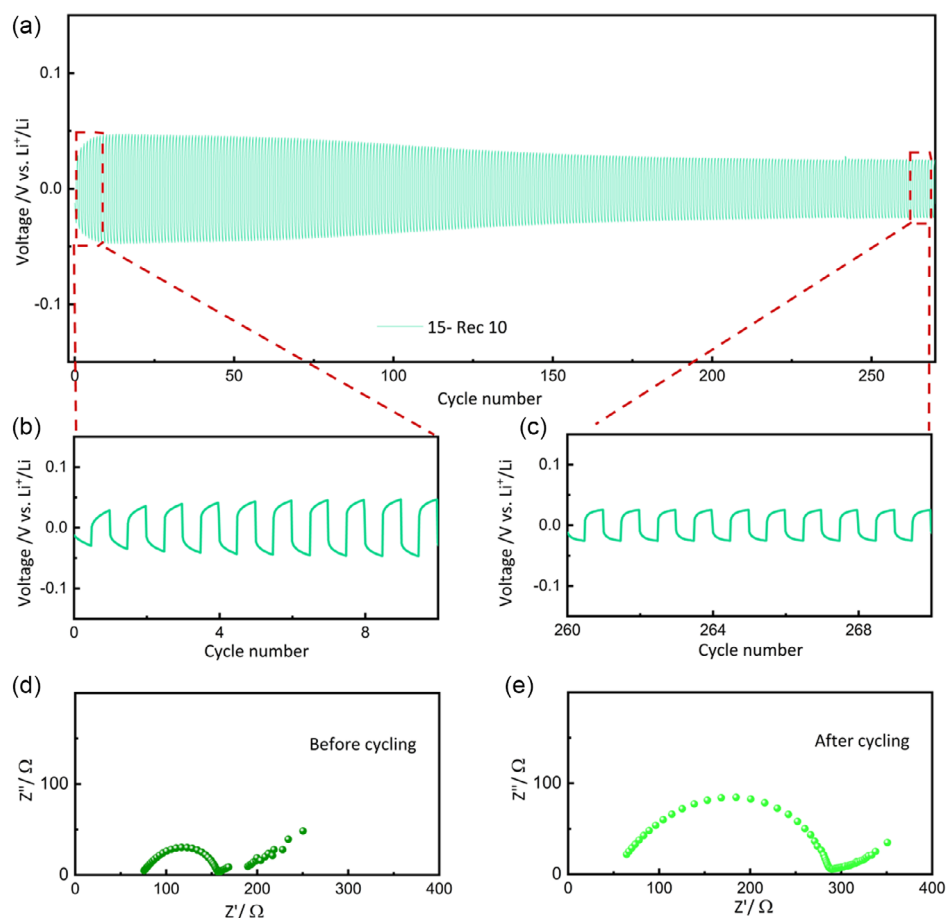 (a)
Voltage /V vs. Li⁺/Li
0.1
0.0
-0.1
15- Rec 10
0 50 100 150 200 250
Cycle number
(b)
Voltage /V vs. Li⁺/Li
0.1
0.0
-0.1
0 4 8
Cycle number
(c)
Voltage /V vs. Li⁺/Li
0.1
0.0
-0.1
260 264 268
Cycle number
(d)
Z''/ Ω
100
0
Before cycling
0 100 200 300 400
Z'/ Ω
(e)
Z''/ Ω
100
0
After cycling
0 100 200 300 400
Z'/ Ω